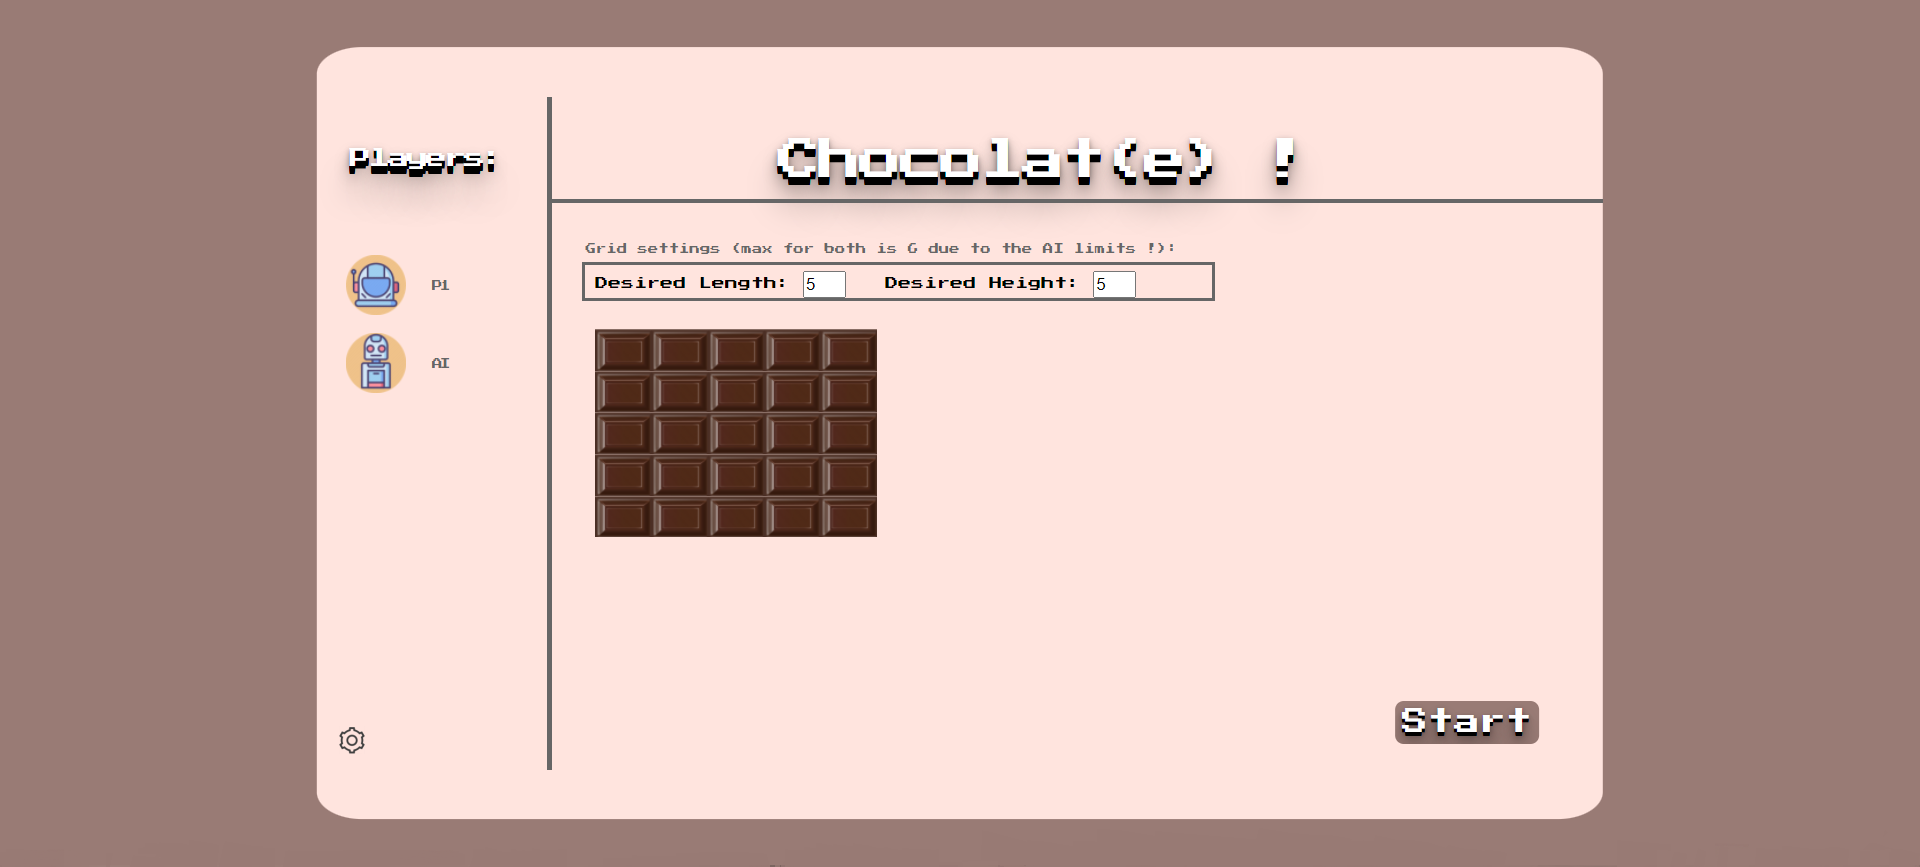 Chocolat(e) !
Players:
Grid settings (max for both is 6 due to the AI limits !):
Desired Length: 5 Desired Height: 5
P1
AI
Start